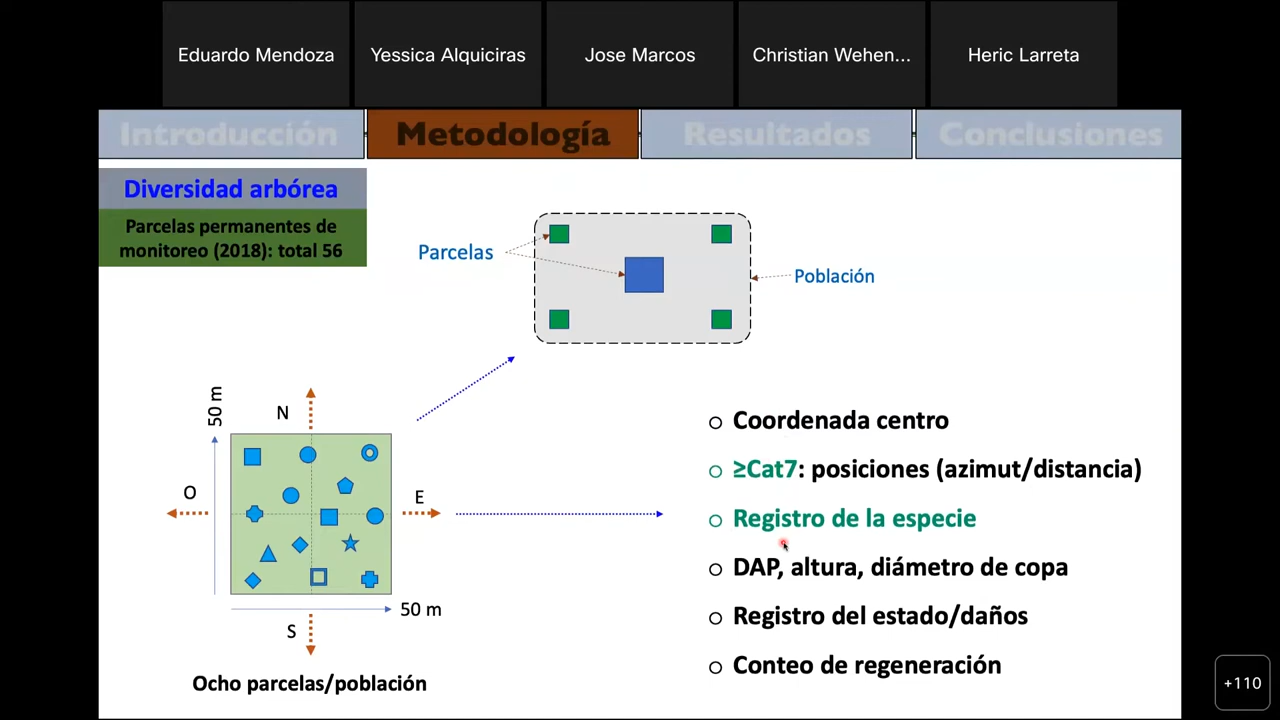 Eduardo Mendoza
Yessica Alquiciras
Jose Marcos
Christian Wehen...
Heric Larreta
Introducción
Metodología
Resultados
Conclusiones
Diversidad arbórea
Parcelas permanentes de
monitoreo (2018): total 56
Parcelas
Población
50 m
N
O
E
S
50 m
Ocho parcelas/población
Coordenada centro
≥Cat7: posiciones (azimut/distancia)
Registro de la especie
DAP, altura, diámetro de copa
Registro del estado/daños
Conteo de regeneración
+110